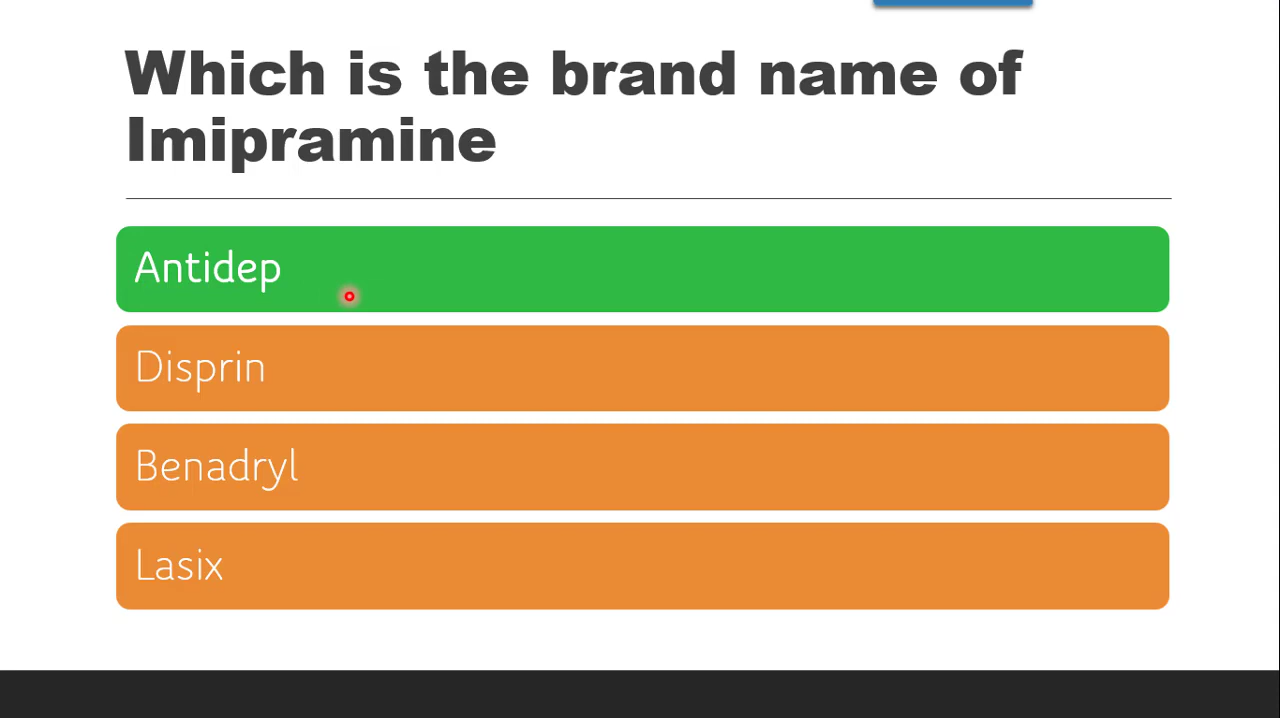 Which is the brand name of
Imipramine
Antidep
Disprin
Benadryl
Lasix